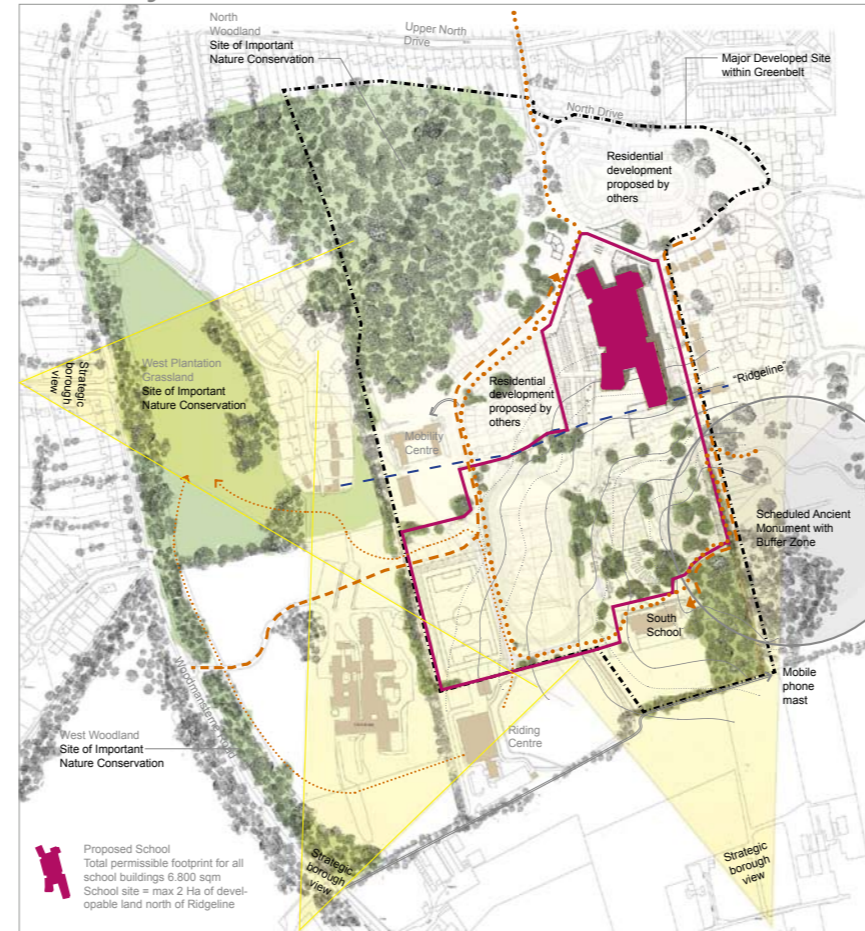 North
Woodland
Site of Important
Nature Conservation
Upper North
Drive
Major Developed Site
within Greenbelt
North Drive
Residential
development
proposed by
others
Strategic
borough
view
West Plantation
Grassland
Site of Important
Nature Conservation
Residential
development
proposed by
others
"Ridgeline"
Mobility
Centre
Scheduled Ancient
Monument with
Buffer Zone
South
School
Mobile
phone
mast
Woodmansterne Road
West Woodland
Site of Important
Nature Conservation
Riding
Centre
Strategic
borough
view
Strategic
borough
view
Proposed School
Total permissible footprint for all
school buildings 6.800 sqm
School site = max 2 Ha of devel-
opable land north of Ridgeline